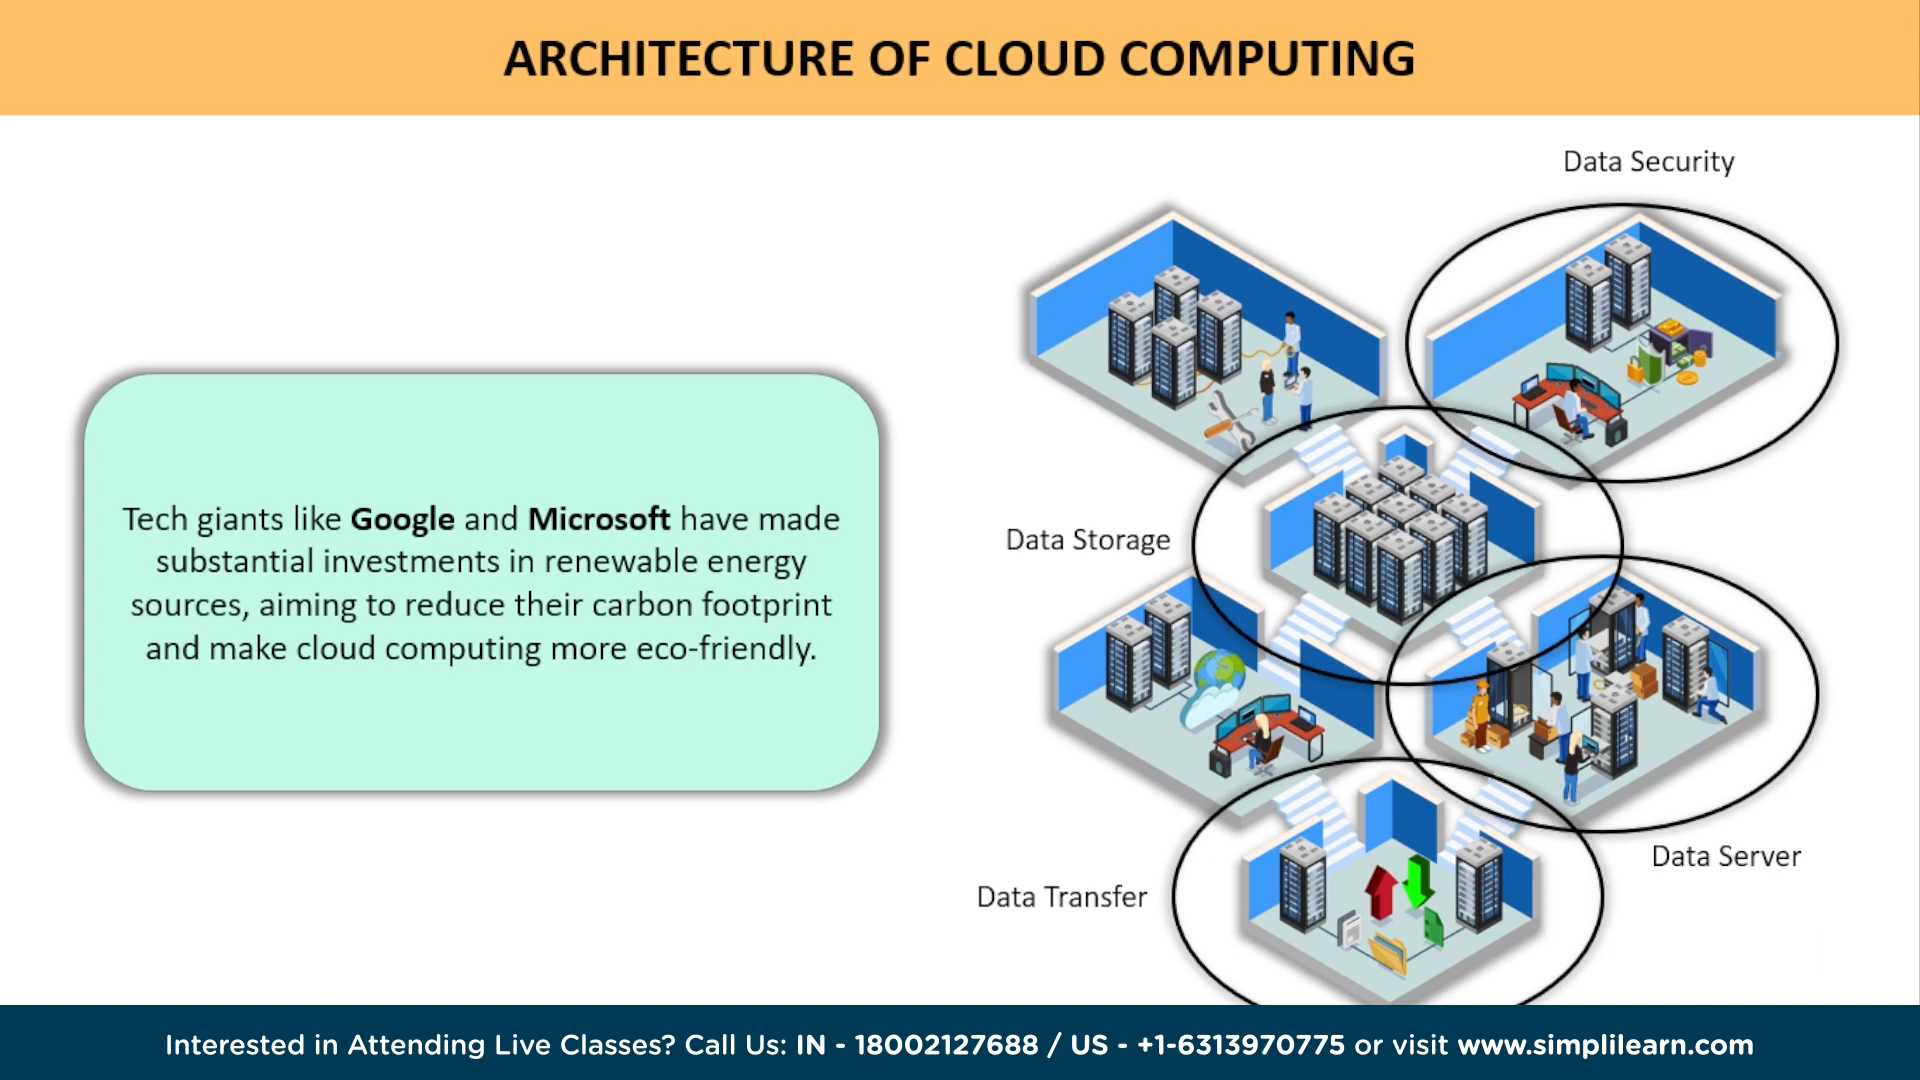 ARCHITECTURE OF CLOUD COMPUTING
Data Security
Tech giants like Google and Microsoft have made
substantial investments in renewable energy
sources, aiming to reduce their carbon footprint
and make cloud computing more eco-friendly.
Data Storage
Data Server
Data Transfer
Interested in Attending Live Classes? Call Us: IN - 18002127688 / US - +1-6313970775 or visit www.simplilearn.com